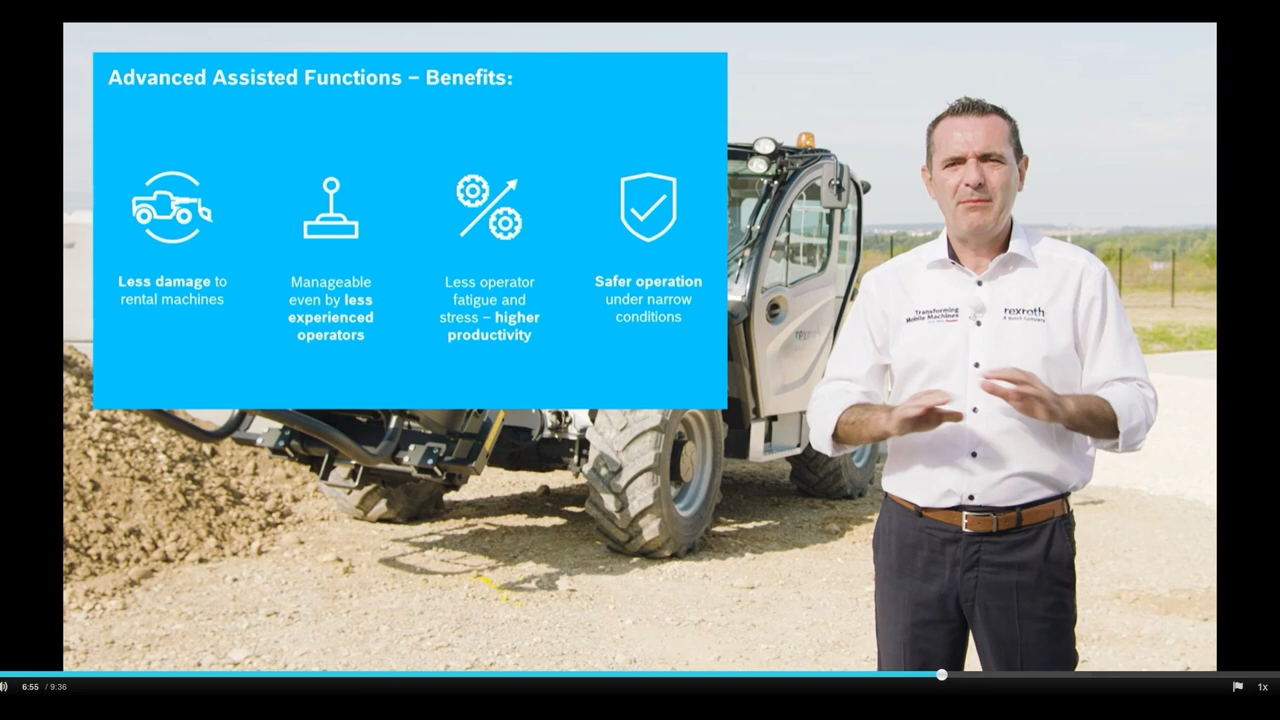 Advanced Assisted Functions – Benefits:
Less damage to
rental machines
Manageable
even by less
experienced
operators
Less operator
fatigue and
stress – higher
productivity
Safer operation
under narrow
conditions
rexroth
Transforming
Mobile Machines
rexroth
A Bosch Company
6:55 / 9:36
1x